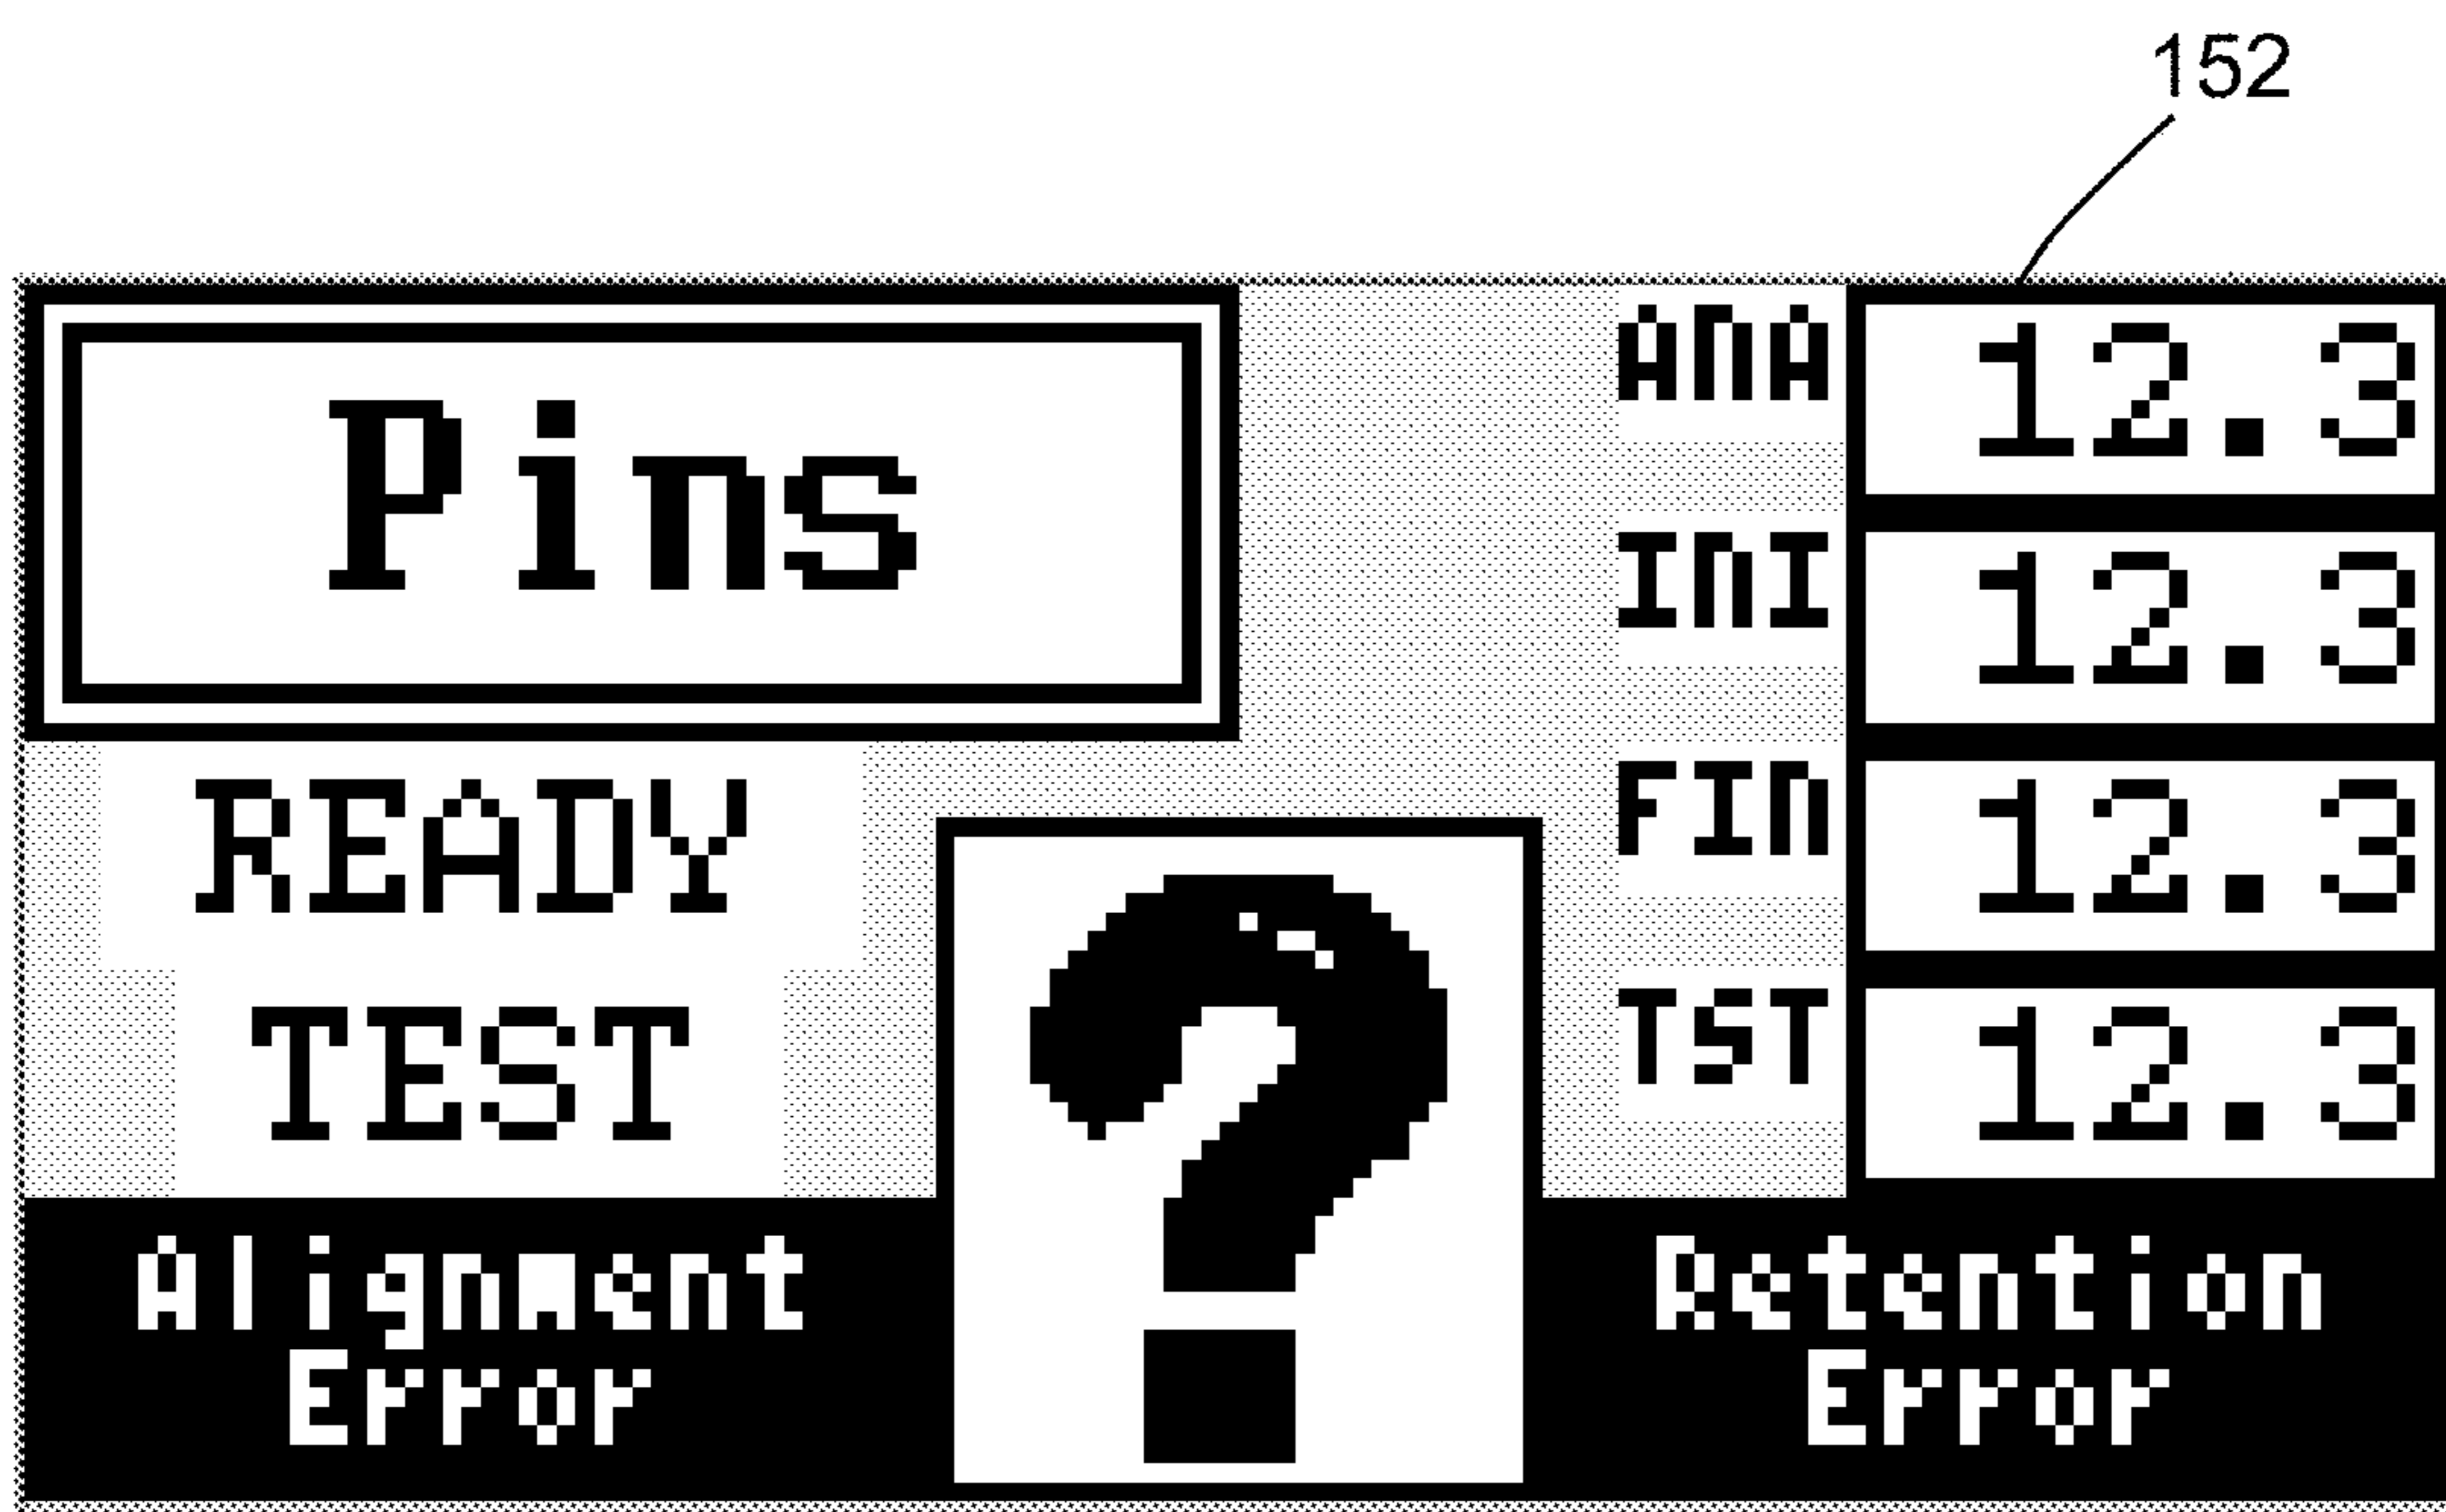 152
Pins
ANA 12.3
INI 12.3
FIN 12.3
TST 12.3
READY
TEST
?
Alignment
Error
Retention
Error